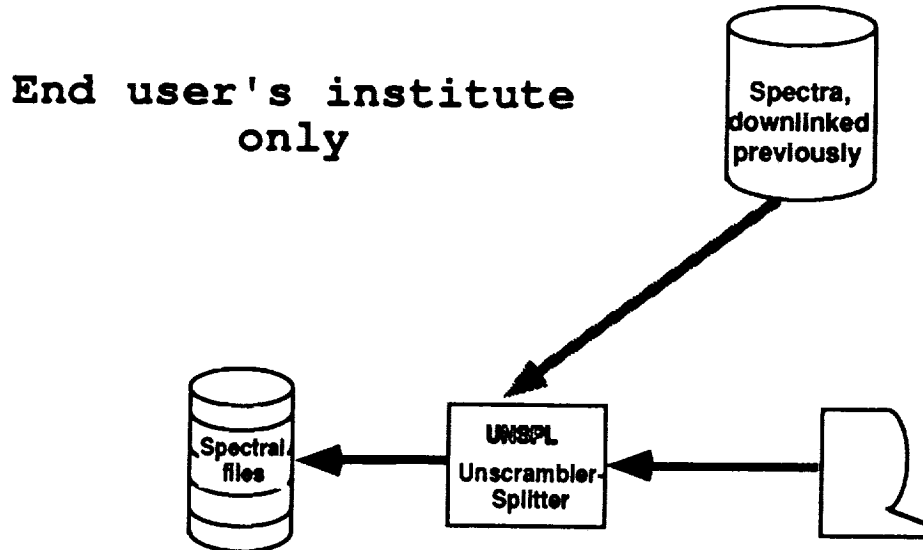 End user's institute
only
Spectra,
downlinked
previously
Spectral
files
UNSPL
Unscrambler-
Splitter